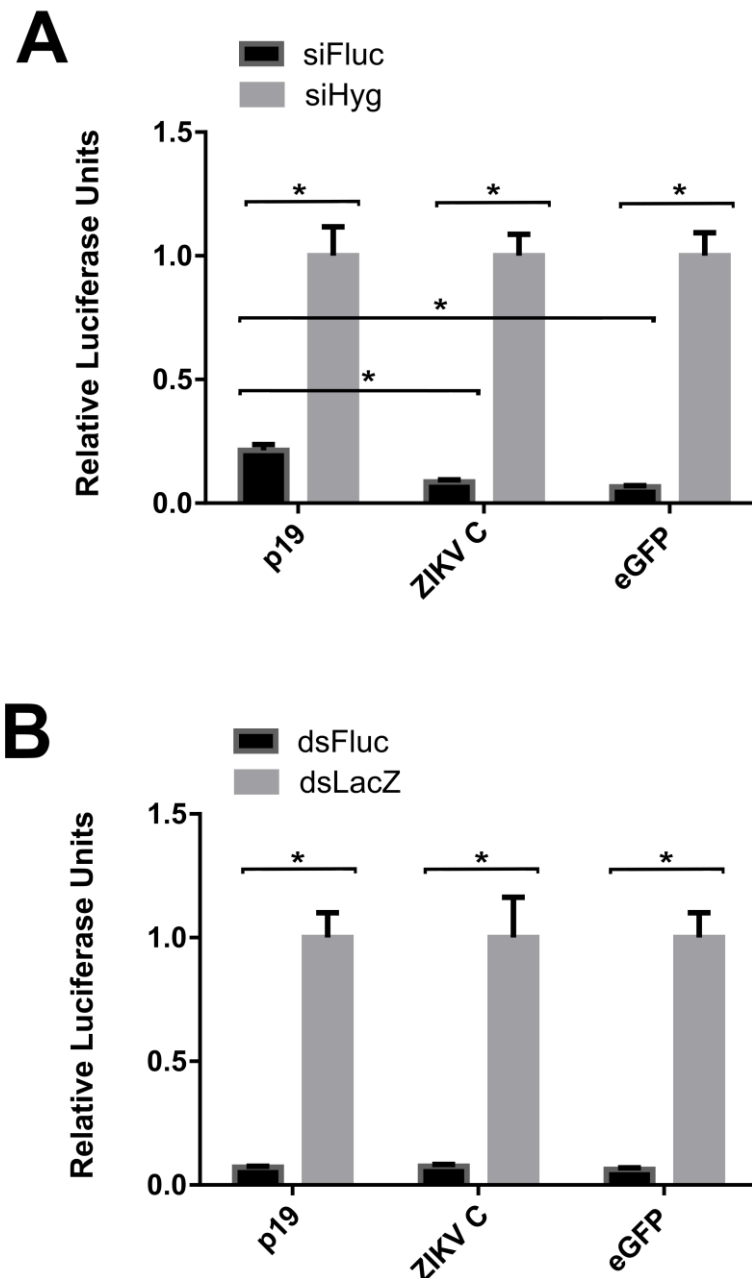 A
siFluc
siHyg
Relative Luciferase Units
1.5
1.0
0.5
0.0
*
*
*
*
*
p19
ZIKV C
eGFP
B
dsFluc
dsLacZ
Relative Luciferase Units
1.5
1.0
0.5
0.0
*
*
*
p19
ZIKV C
eGFP